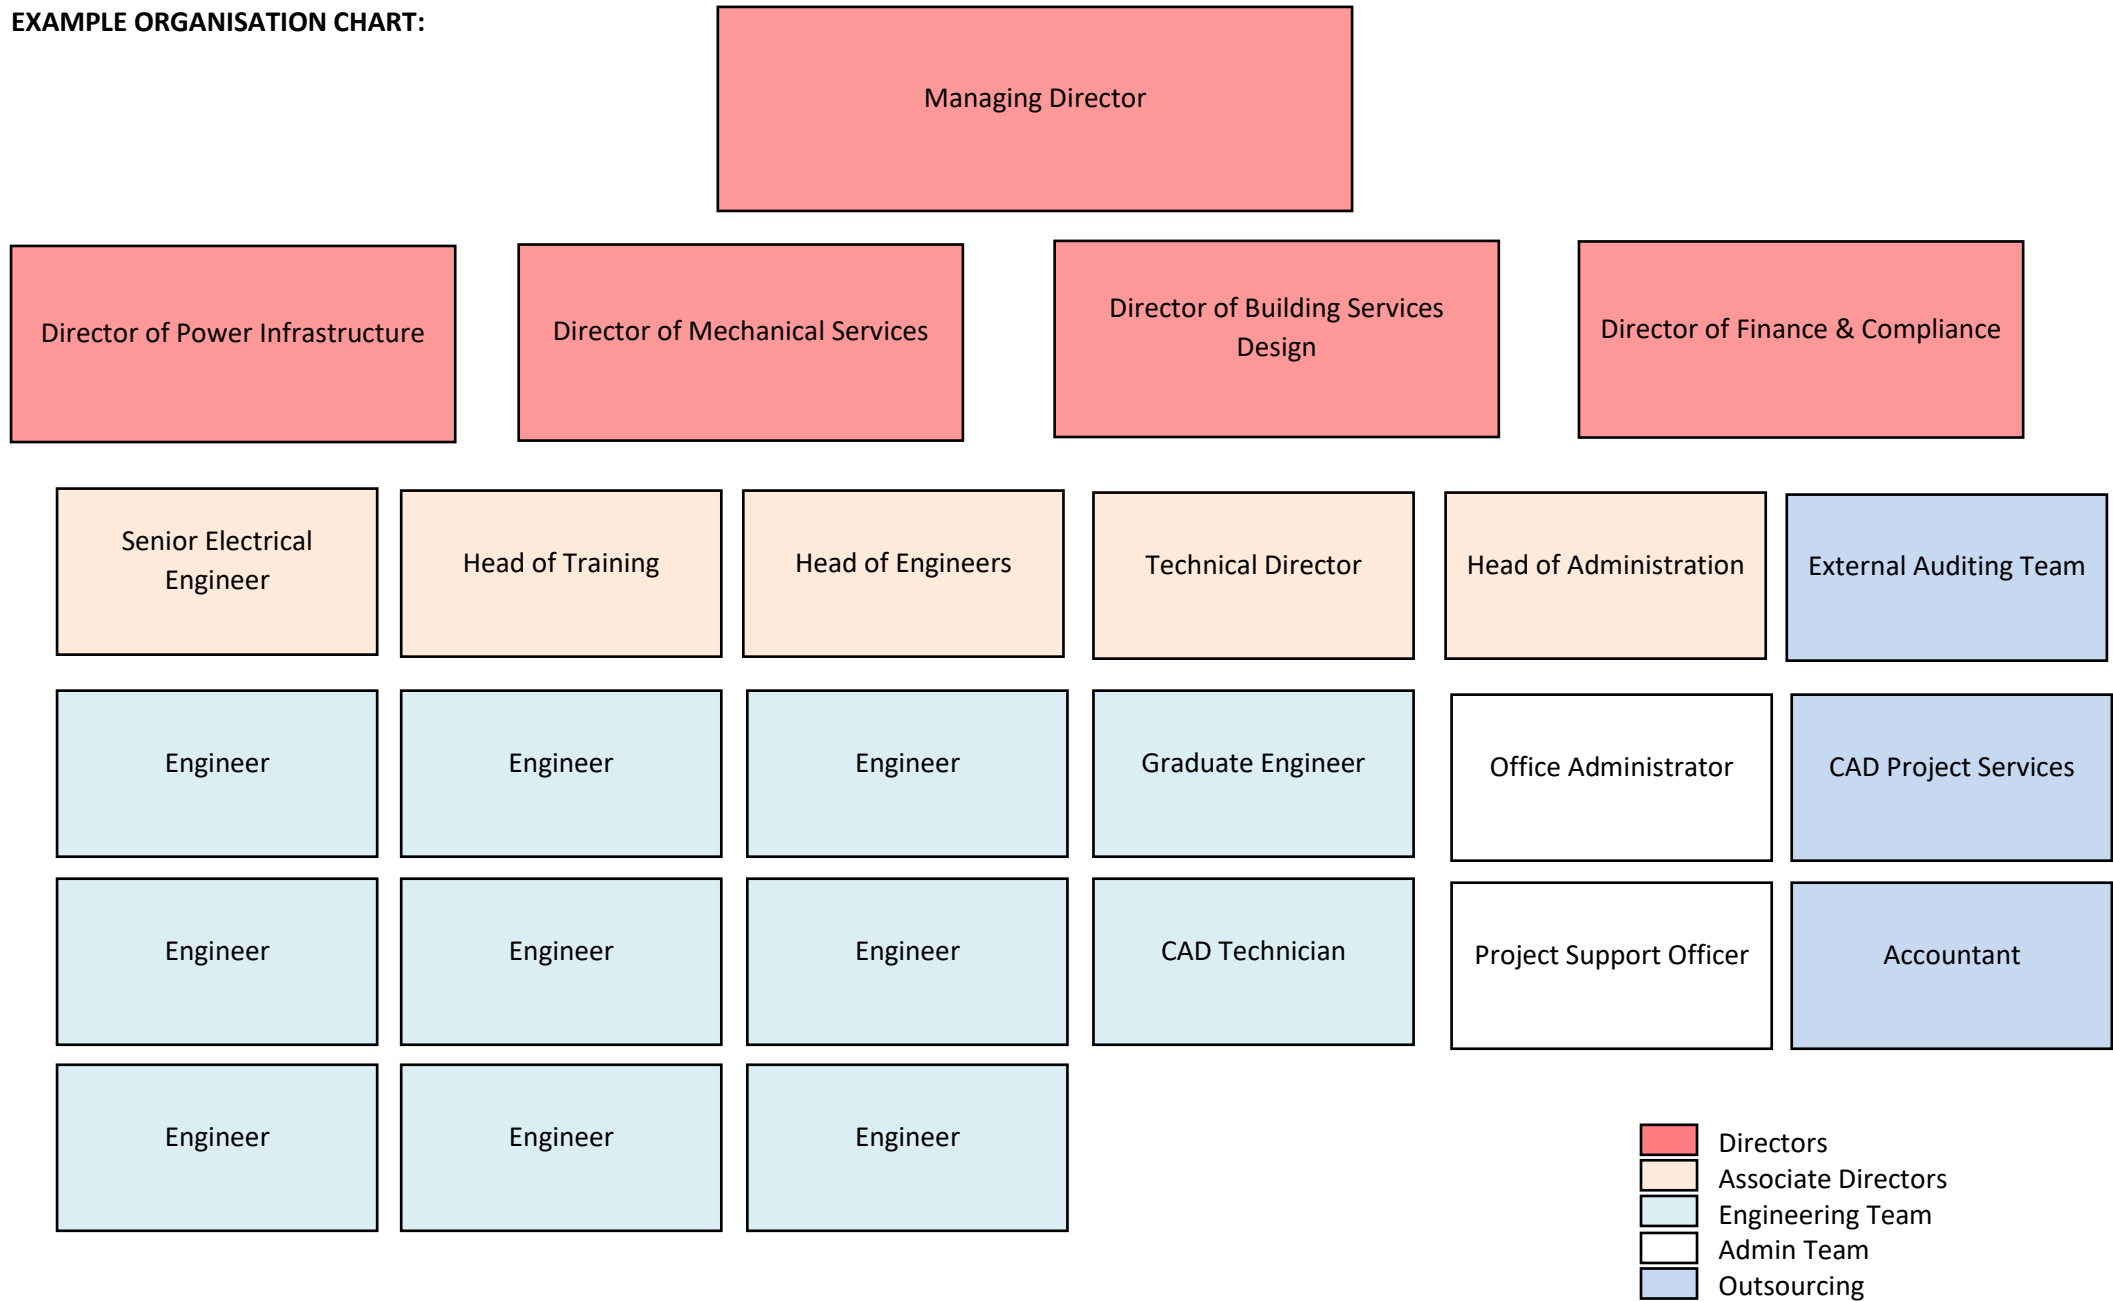 EXAMPLE ORGANISATION CHART:
Managing Director
Director of Power Infrastructure
Director of Mechanical Services
Director of Building Services
Design
Director of Finance & Compliance
Senior Electrical
Engineer
Head of Training
Head of Engineers
Technical Director
Head of Administration
External Auditing Team
Engineer
Engineer
Engineer
Graduate Engineer
Office Administrator
CAD Project Services
Engineer
Engineer
Engineer
CAD Technician
Project Support Officer
Accountant
Engineer
Engineer
Engineer
Directors
Associate Directors
Engineering Team
Admin Team
Outsourcing